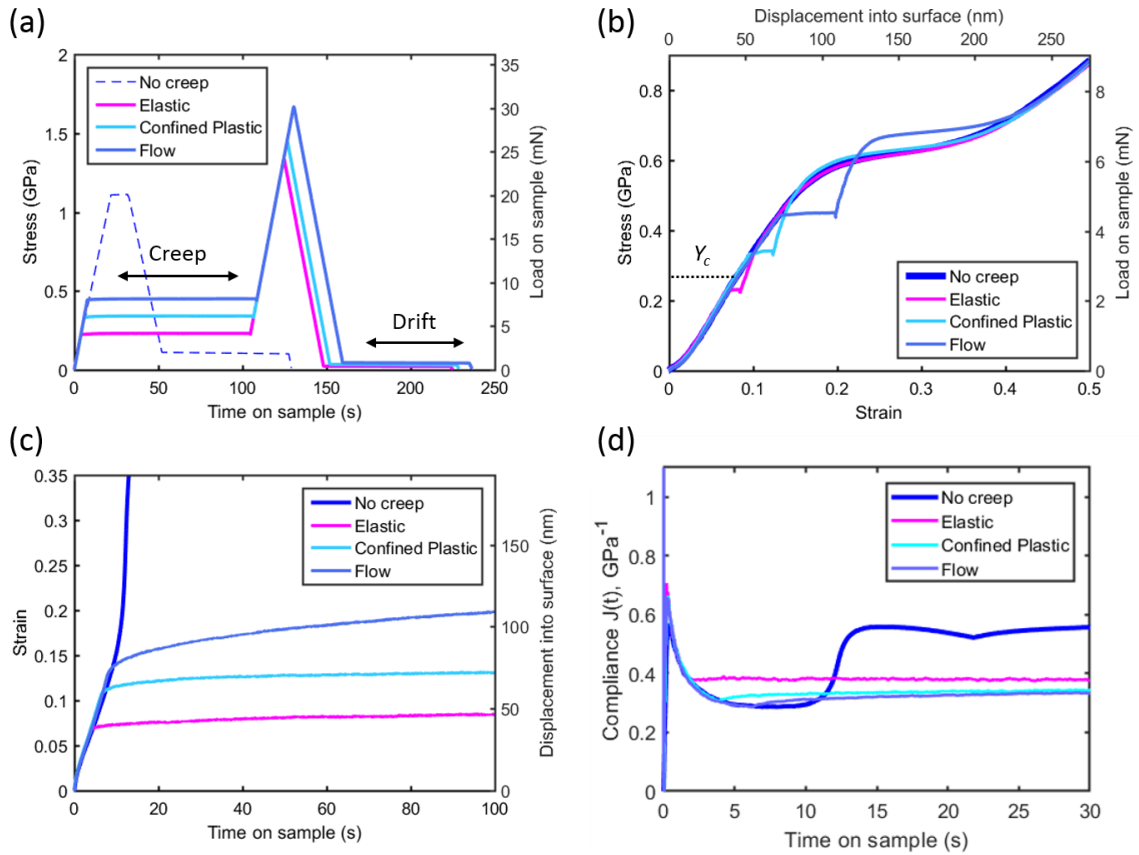 (a)
2
1.5
1
0.5
0
Stress (GPa)
No creep
Elastic
Confined Plastic
Flow
Creep
Drift
35
30
25
20
15
10
5
0
Load on sample (mN)
0 50 100 150 200 250
Time on sample (s)
(b)
Displacement into surface (nm)
0 50 100 150 200 250
0.8
0.6
0.4
0.2
0
Stress (GPa)
Yc
No creep
Elastic
Confined Plastic
Flow
8
6
4
2
0
Load on sample (mN)
0 0.1 0.2 0.3 0.4 0.5
Strain
(c)
0.35
0.3
0.25
0.2
0.15
0.1
0.05
0
Strain
No creep
Elastic
Confined Plastic
Flow
150
100
50
0
Displacement into surface (nm)
0 20 40 60 80 100
Time on sample (s)
(d)
1
0.8
0.6
0.4
0.2
0
Compliance J(t), GPa-1
No creep
Elastic
Confined Plastic
Flow
0 5 10 15 20 25 30
Time on sample (s)